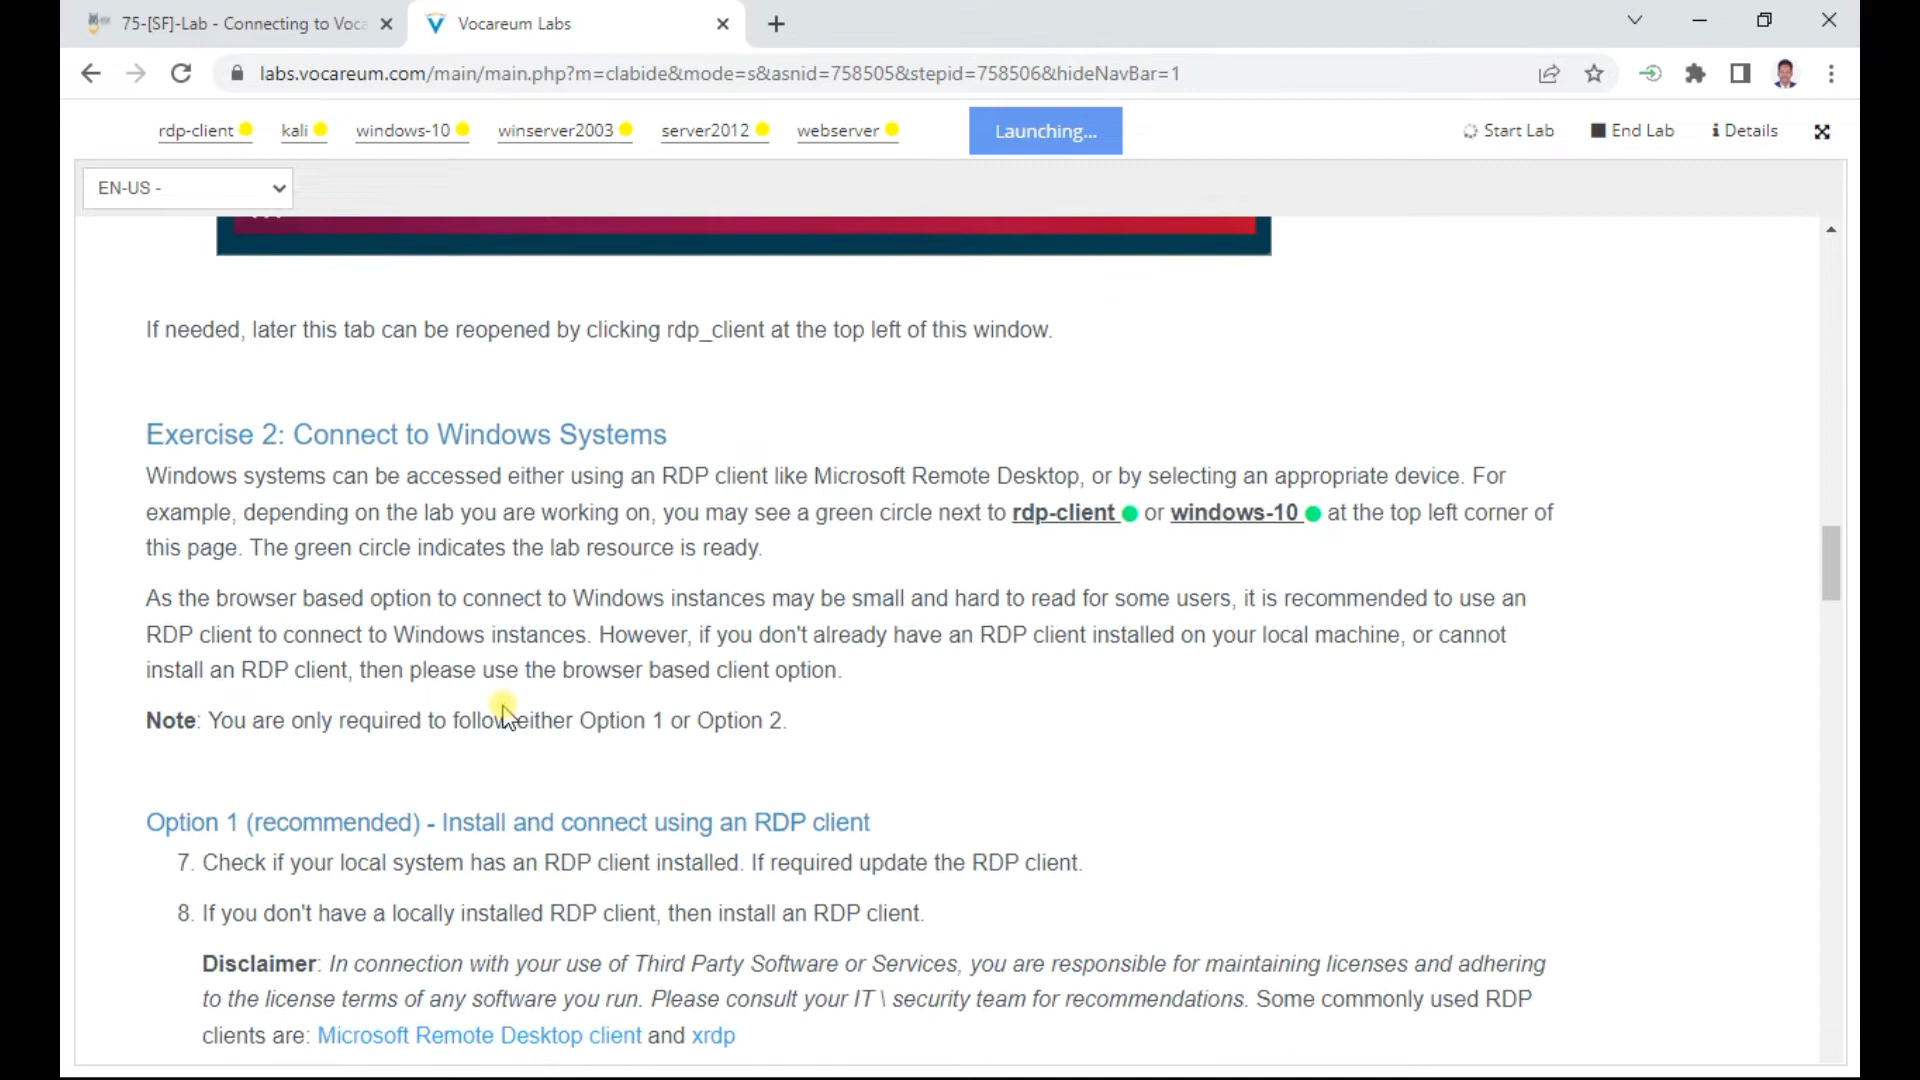 75-[SF]-Lab - Connecting to Voca
Vocareum Labs
labs.vocareum.com/main/main.php?m=clabide&mode=s&asnid=758505&stepid=758506&hideNavBar=1
rdp-client kali windows-10 winserver2003 server2012 webserver Launching... Start Lab End Lab Details
EN-US -
If needed, later this tab can be reopened by clicking rdp_client at the top left of this window.
Exercise 2: Connect to Windows Systems
Windows systems can be accessed either using an RDP client like Microsoft Remote Desktop, or by selecting an appropriate device. For
example, depending on the lab you are working on, you may see a green circle next to rdp-client or windows-10 at the top left corner of
this page. The green circle indicates the lab resource is ready.
As the browser based option to connect to Windows instances may be small and hard to read for some users, it is recommended to use an
RDP client to connect to Windows instances. However, if you don't already have an RDP client installed on your local machine, or cannot
install an RDP client, then please use the browser based client option.
Note: You are only required to follow either Option 1 or Option 2.
Option 1 (recommended) - Install and connect using an RDP client
7. Check if your local system has an RDP client installed. If required update the RDP client.
8. If you don't have a locally installed RDP client, then install an RDP client.
Disclaimer: In connection with your use of Third Party Software or Services, you are responsible for maintaining licenses and adhering
to the license terms of any software you run. Please consult your IT \ security team for recommendations. Some commonly used RDP
clients are: Microsoft Remote Desktop client and xrdp